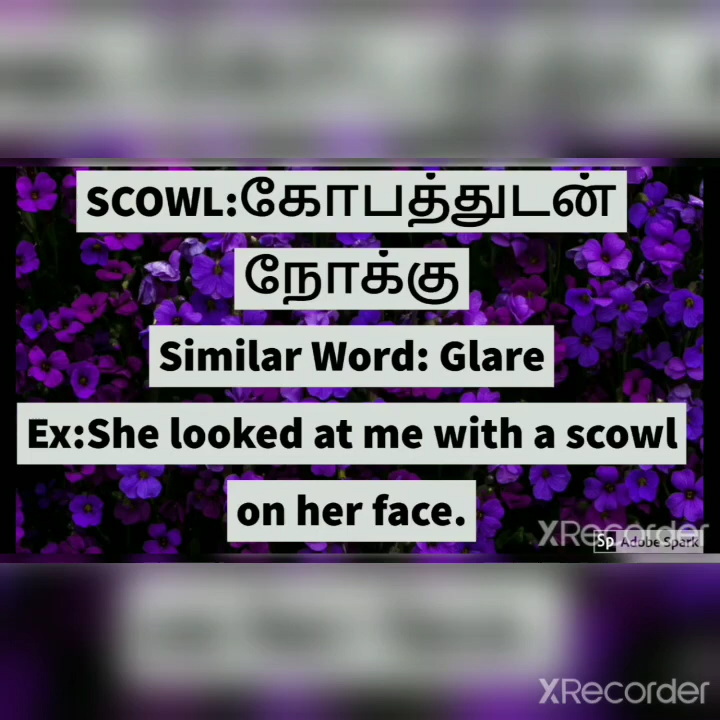 SCOWL:கோபத்துடன்
நோக்கு
Similar Word: Glare
Ex:She looked at me with a scowl
on her face.
XRecorder
Sp Adobe Spark
XRecorder